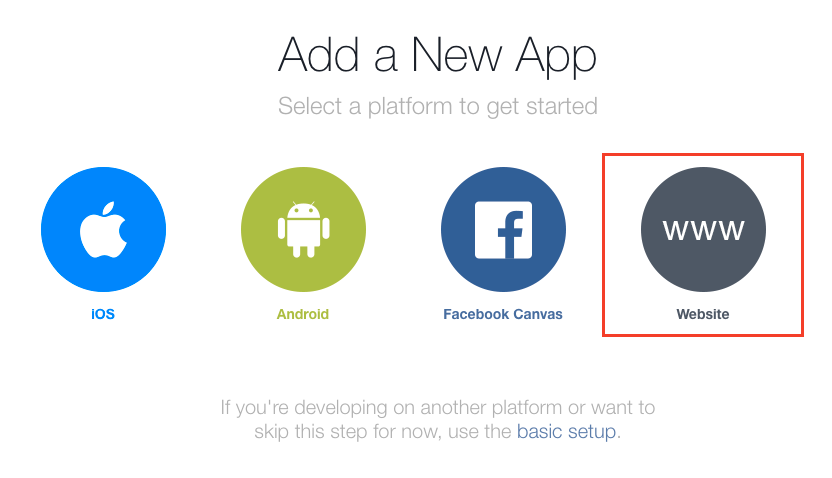 Add a New App
Select a platform to get started
www
iOS
Android
Facebook Canvas
Website
If you're developing on another platform or want to
skip this step for now, use the basic setup.